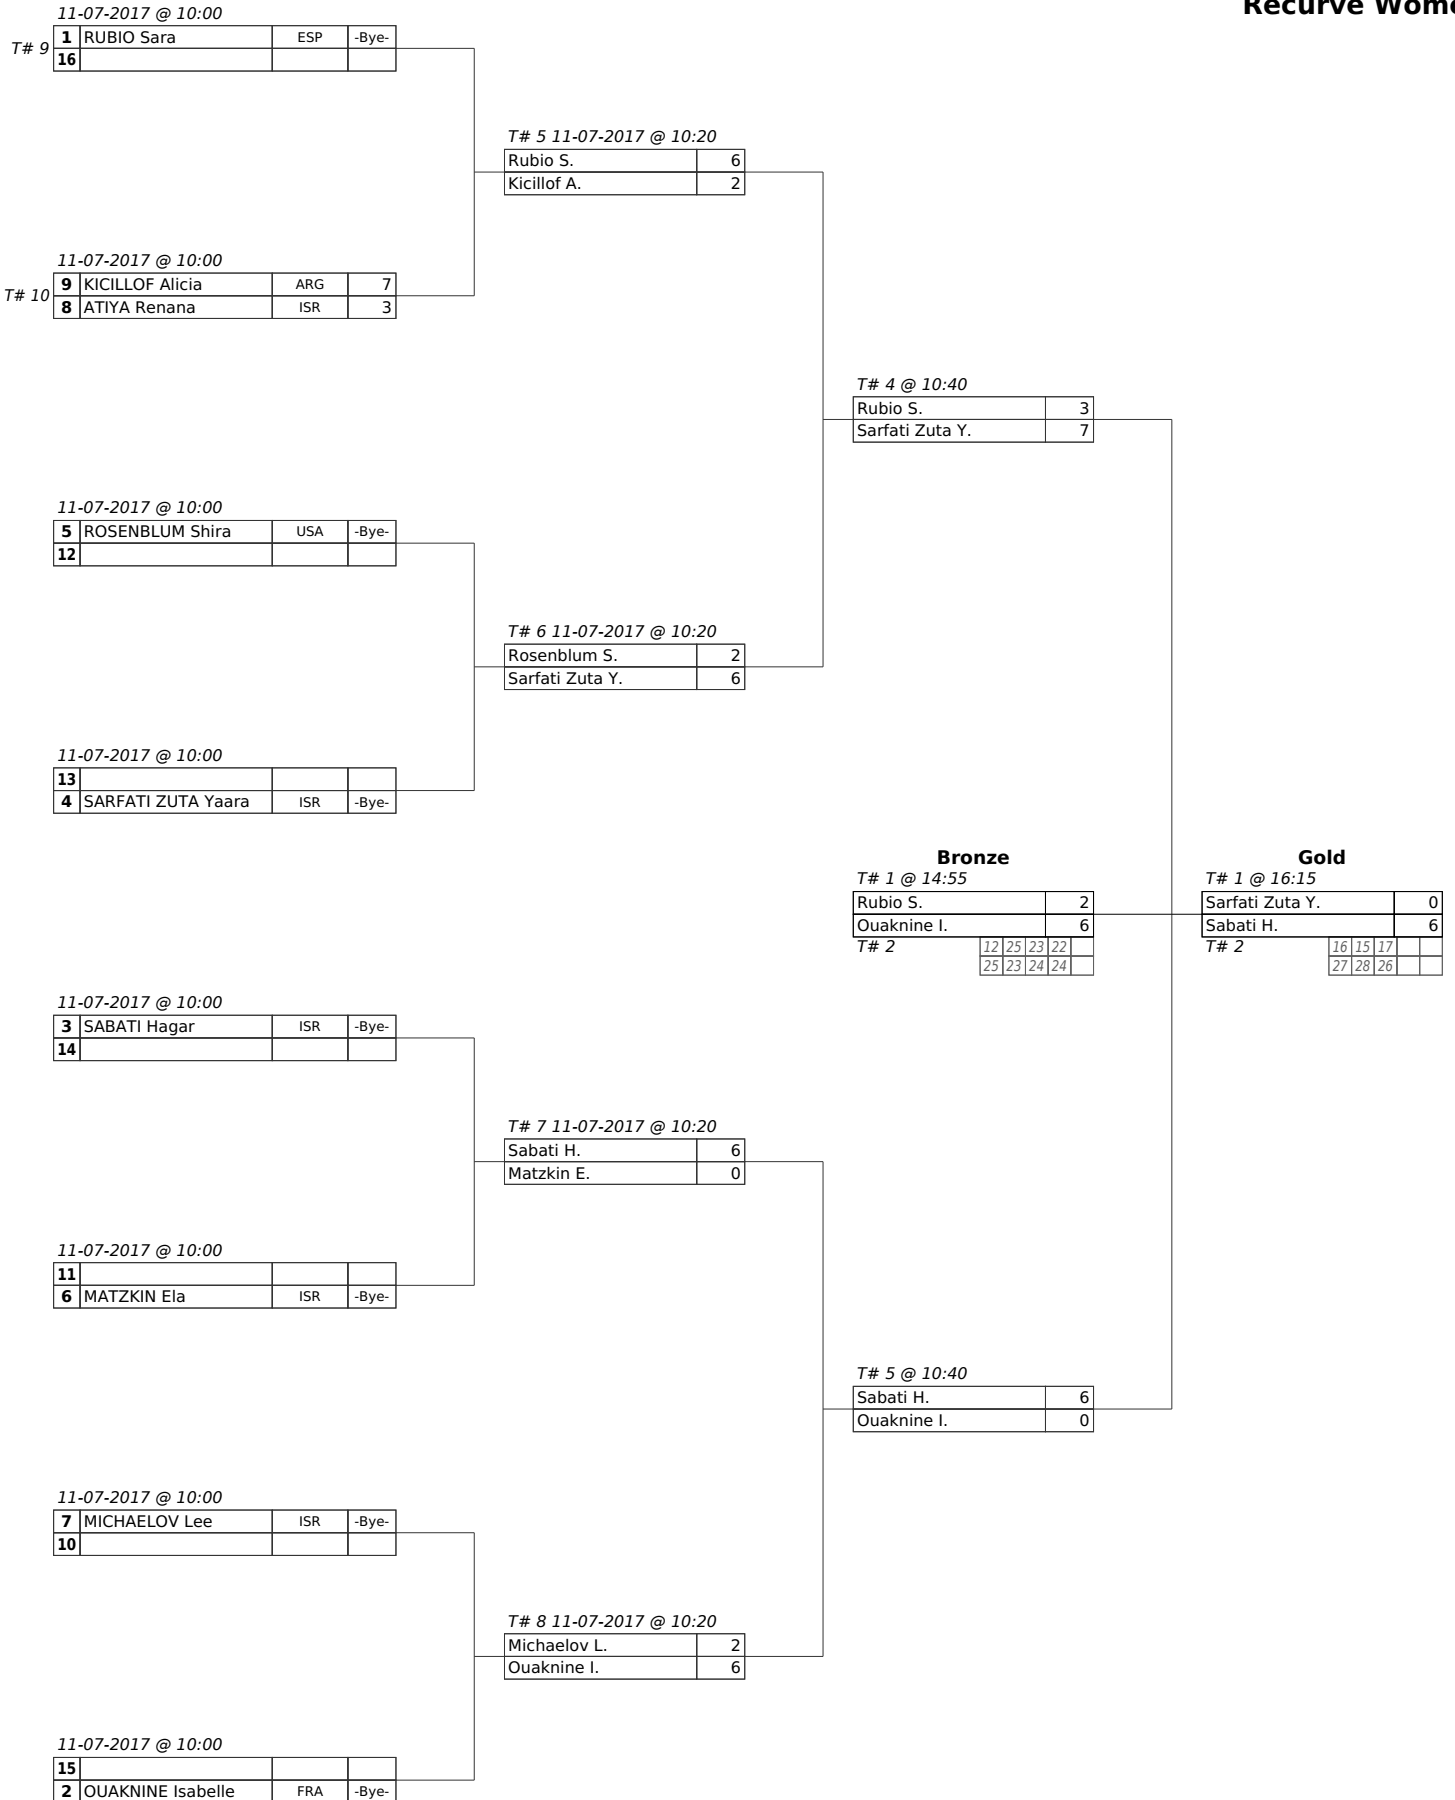 Recurve Wome
11-07-2017 @ 10:00
T# 9
1 RUBIO Sara ESP -Bye-
16
T# 5 11-07-2017 @ 10:20
Rubio S. 6
Kicillof A. 2
11-07-2017 @ 10:00
T# 10
9 KICILLOF Alicia ARG 7
8 ATIYA Renana ISR 3
T# 4 @ 10:40
Rubio S. 3
Sarfati Zuta Y. 7
11-07-2017 @ 10:00
5 ROSENBLUM Shira USA -Bye-
12
T# 6 11-07-2017 @ 10:20
Rosenblum S. 2
Sarfati Zuta Y. 6
11-07-2017 @ 10:00
13
4 SARFATI ZUTA Yaara ISR -Bye-
Bronze
T# 1 @ 14:55
Rubio S. 2
Ouaknine I. 6
T# 2 12 25 23 22
25 23 24 24
Gold
T# 1 @ 16:15
Sarfati Zuta Y. 0
Sabati H. 6
T# 2 16 15 17
27 28 26
11-07-2017 @ 10:00
3 SABATI Hagar ISR -Bye-
14
T# 7 11-07-2017 @ 10:20
Sabati H. 6
Matzkin E. 0
11-07-2017 @ 10:00
11
6 MATZKIN Ela ISR -Bye-
T# 5 @ 10:40
Sabati H. 6
Ouaknine I. 0
11-07-2017 @ 10:00
7 MICHAELOV Lee ISR -Bye-
10
T# 8 11-07-2017 @ 10:20
Michaelov L. 2
Ouaknine I. 6
11-07-2017 @ 10:00
15
2 OUAKNINE Isabelle FRA -Bye-